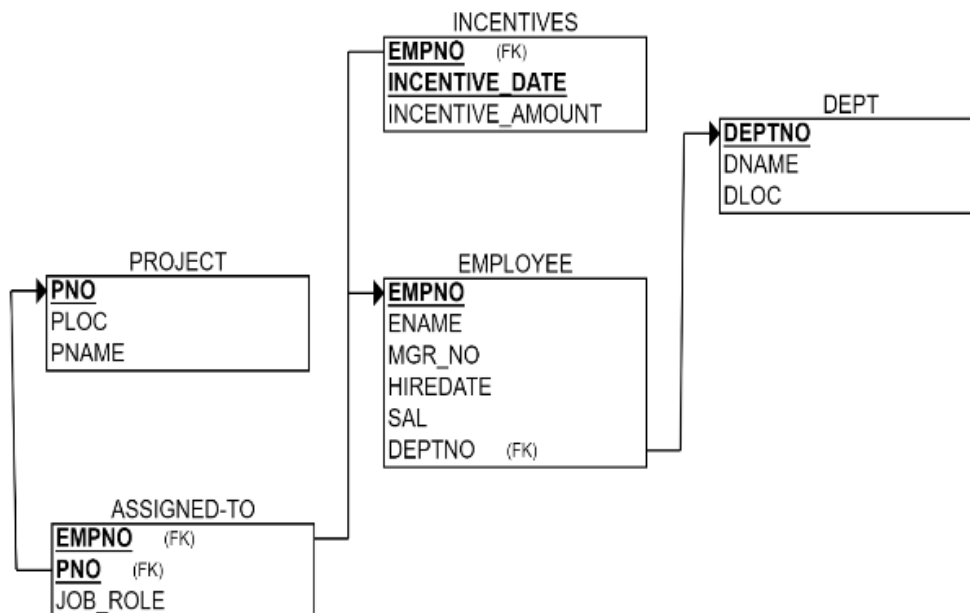 INCENTIVES
EMPNO (FK)
INCENTIVE_DATE
INCENTIVE_AMOUNT
DEPT
DEPTNO
DNAME
DLOC
PROJECT
PNO
PLOC
PNAME
EMPLOYEE
EMPNO
ENAME
MGR_NO
HIREDATE
SAL
DEPTNO (FK)
ASSIGNED-TO
EMPNO (FK)
PNO (FK)
JOB_ROLE